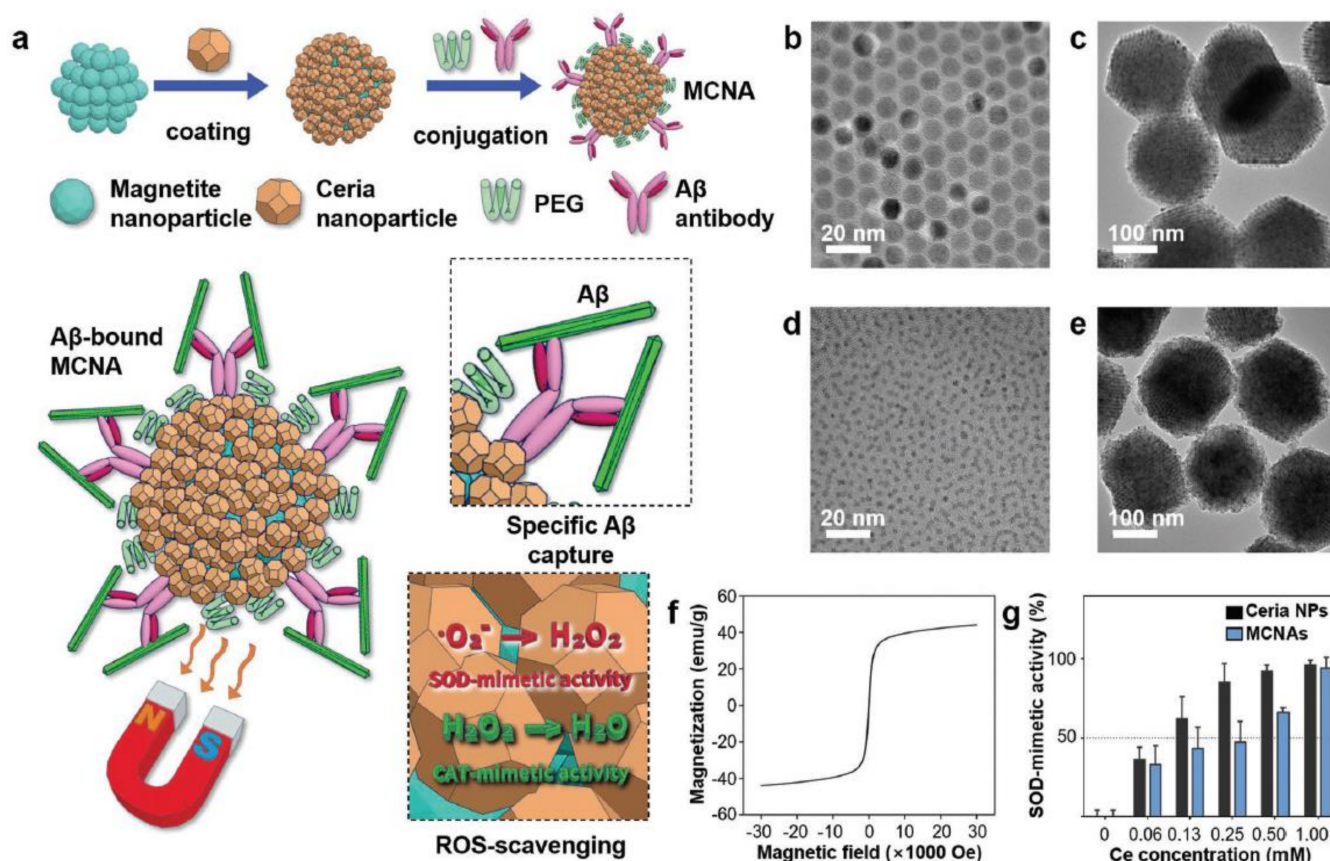 a
coating
conjugation
MCNA
Magnetite
nanoparticle
Ceria
nanoparticle
PEG
Aβ
antibody
Aβ-bound
MCNA
Aβ
Specific Aβ
capture
N
S
·O₂⁻ → H₂O₂
SOD-mimetic activity
H₂O₂ → H₂O
CAT-mimetic activity
ROS-scavenging
b
20 nm
c
100 nm
d
20 nm
e
100 nm
f
Magnetization (emu/g)
60
40
20
0
-20
-40
-60
-30 -20 -10 0 10 20 30
Magnetic field (×1000 Oe)
g
Ceria NPs
MCNAs
SOD-mimetic activity (%)
100
50
0 0.06 0.13 0.25 0.50 1.00
Ce concentration (mM)